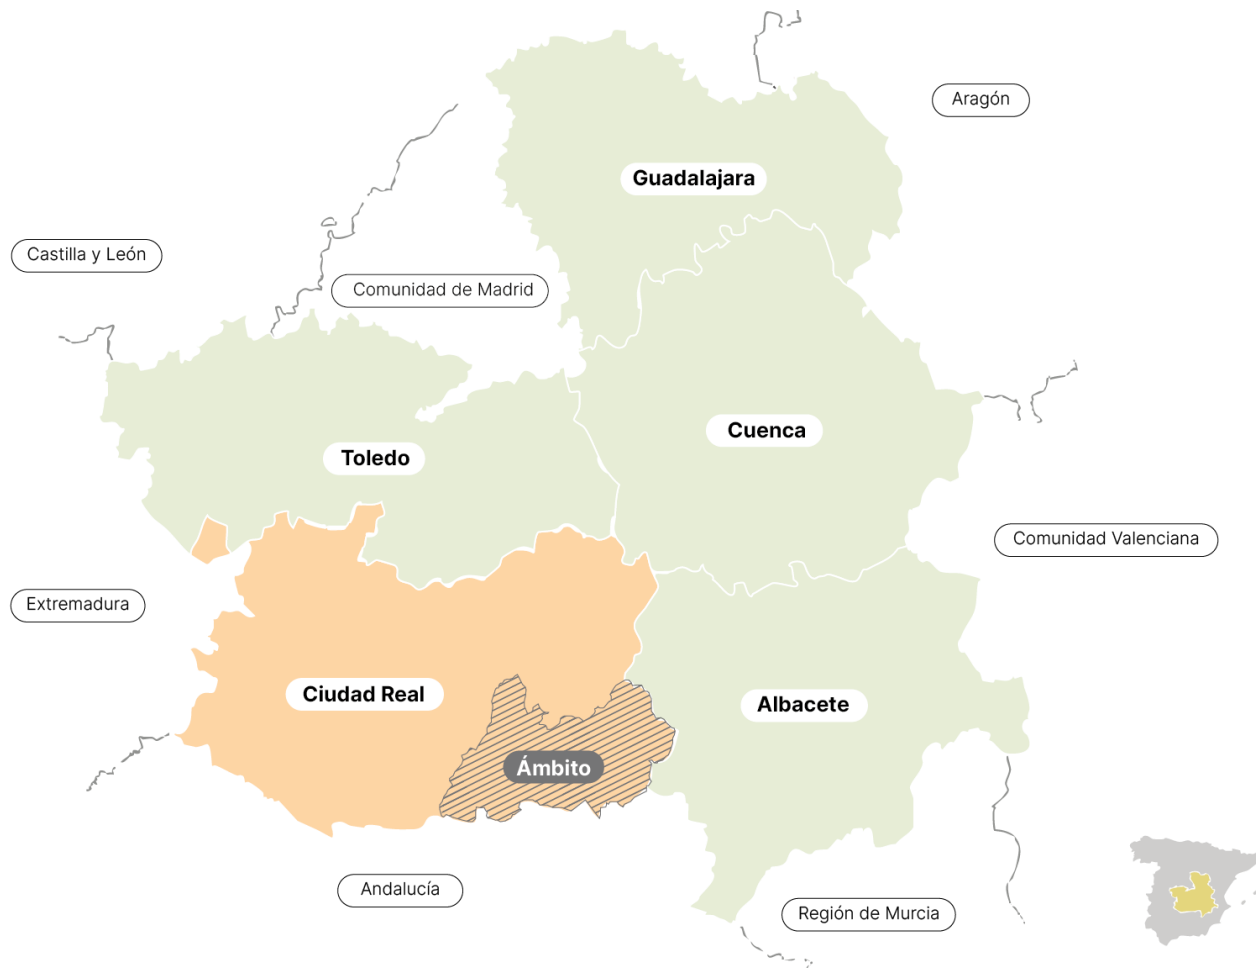 Aragón
Guadalajara
Castilla y León
Comunidad de Madrid
Cuenca
Toledo
Comunidad Valenciana
Extremadura
Ciudad Real
Albacete
Ámbito
Andalucía
Región de Murcia